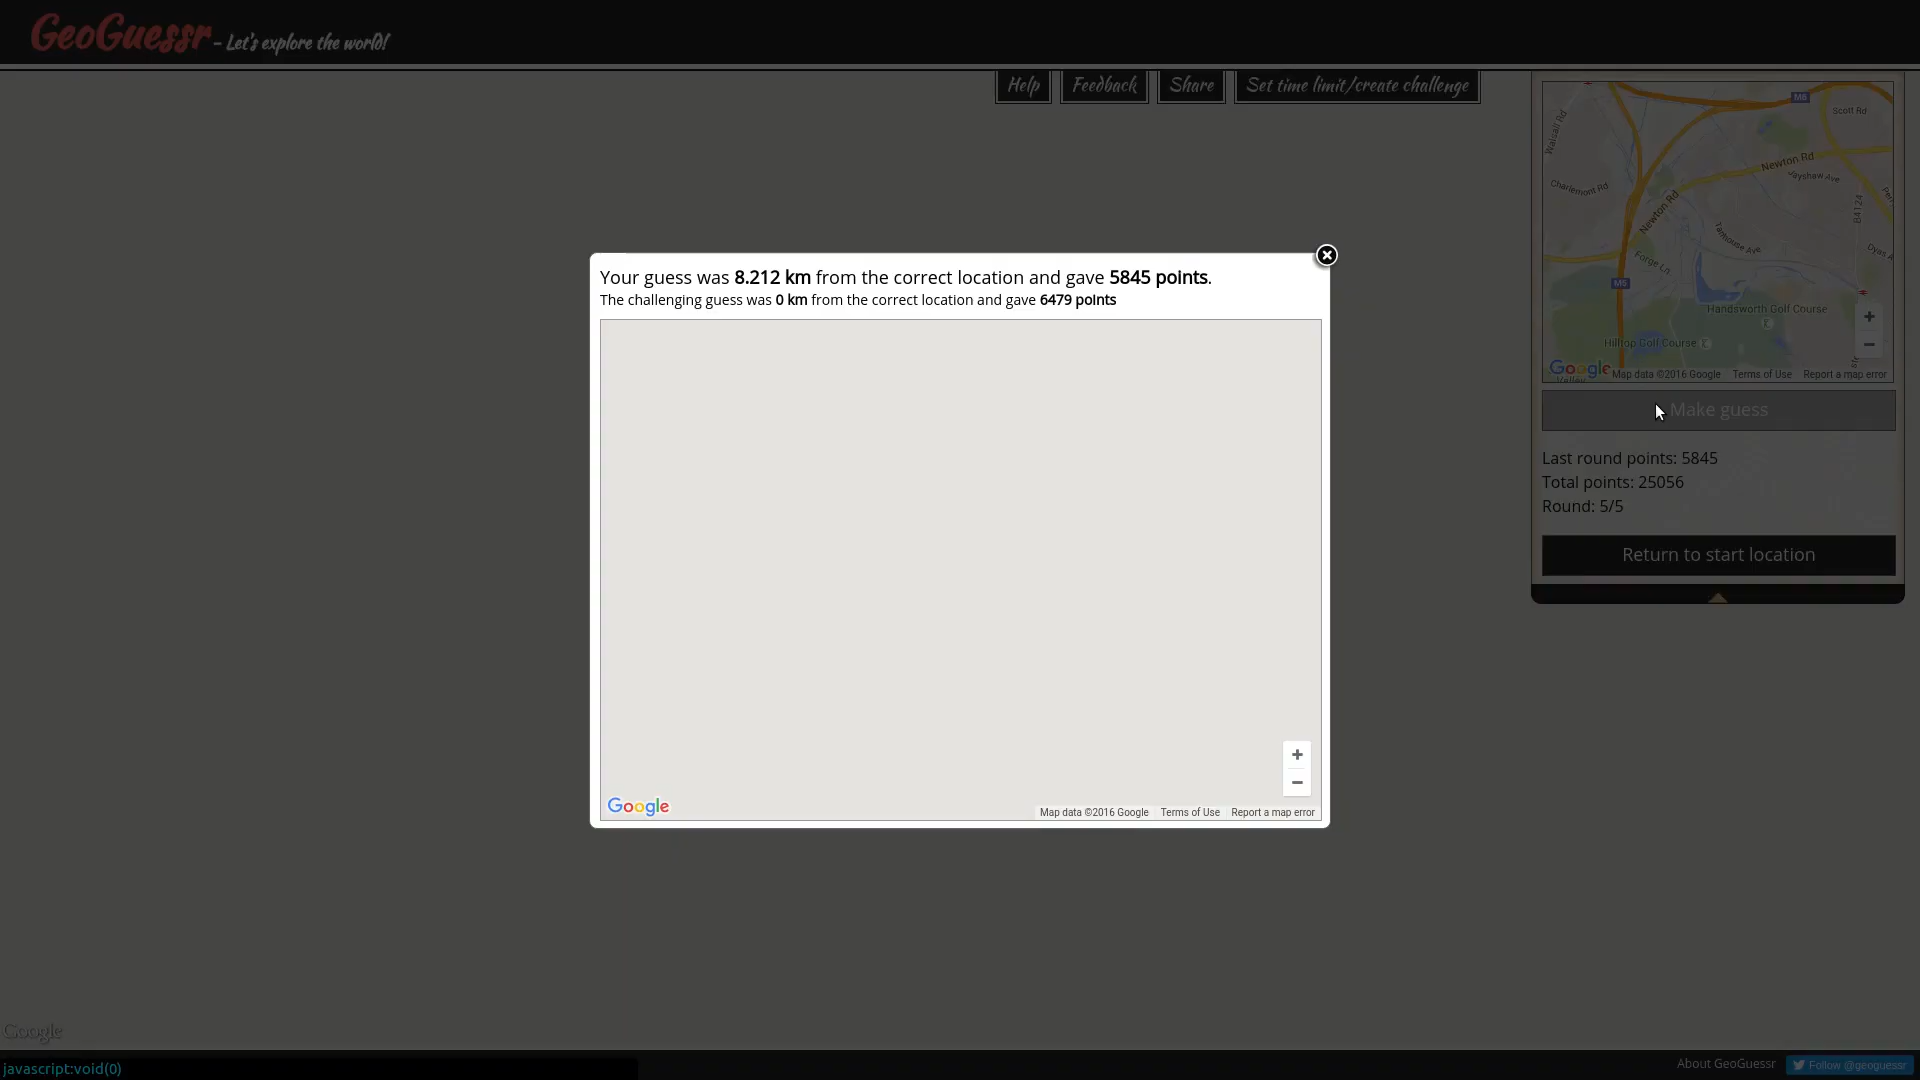 GeoGuessr - Let's explore the world!
Help
Feedback
Share
Set time limit/create challenge
Your guess was 8.212 km from the correct location and gave 5845 points.
The challenging guess was 0 km from the correct location and gave 6479 points
Google
Map data ©2016 Google
Terms of Use
Report a map error
M6
Scott Rd
Walsall Rd
Newton Rd
Jayshaw Ave
Charlemont Rd
Newton Rd
B4124
Tanhouse Ave
Forge Ln
M5
Handsworth Golf Course
Hilltop Golf Course
Google
Valley
Map data ©2016 Google
Terms of Use
Report a map error
Make guess
Last round points: 5845
Total points: 25056
Round: 5/5
Return to start location
Google
javascript:void(0)
About GeoGuessr
Follow @geoguessr